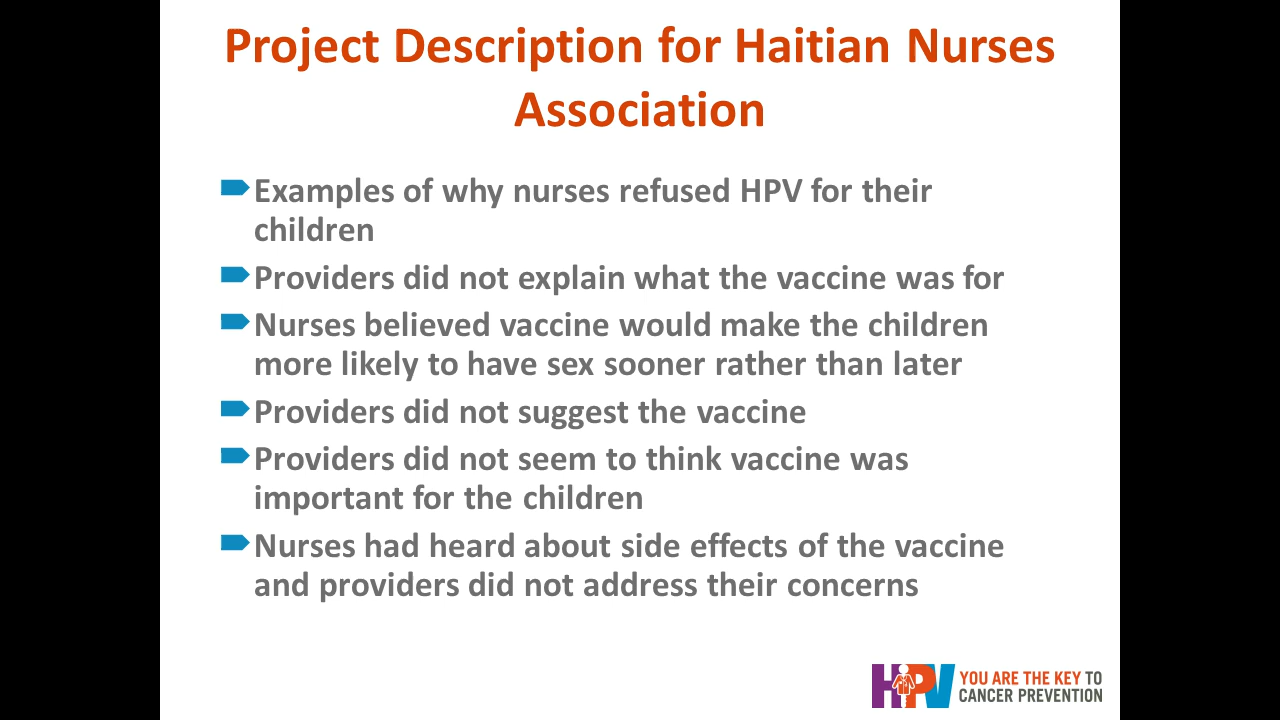 Project Description for Haitian Nurses
Association
Examples of why nurses refused HPV for their
children
Providers did not explain what the vaccine was for
Nurses believed vaccine would make the children
more likely to have sex sooner rather than later
Providers did not suggest the vaccine
Providers did not seem to think vaccine was
important for the children
Nurses had heard about side effects of the vaccine
and providers did not address their concerns
HPV
YOU ARE THE KEY TO
CANCER PREVENTION